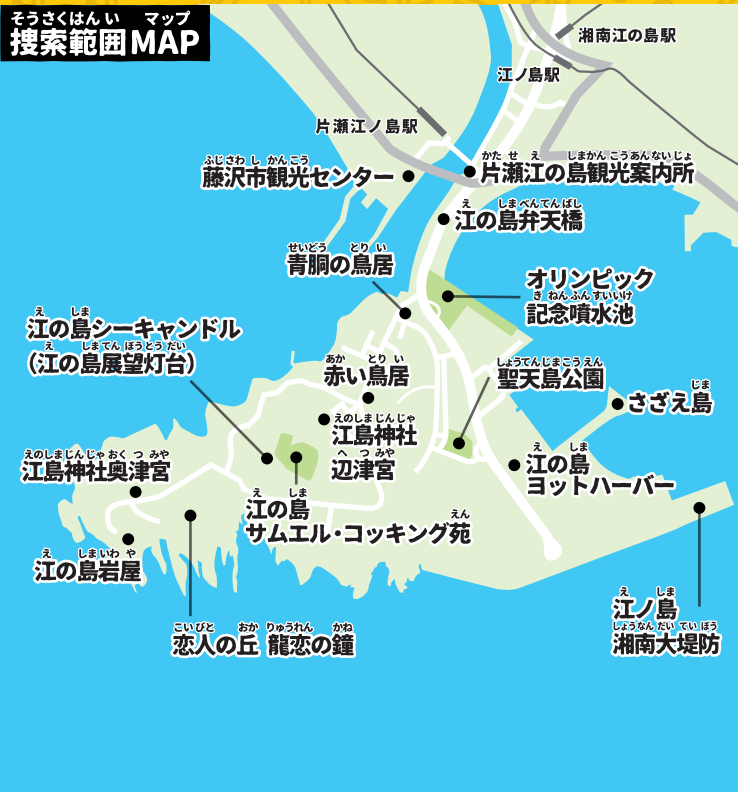 そうさくはんい マップ
捜索範囲MAP
湘南江の島駅
江ノ島駅
片瀬江ノ島駅
ふじさわ し かんこう
藤沢市観光センター
かた せ え しまかんこうあんないじょ
片瀬江の島観光案内所
え しまべんてんばし
江の島弁天橋
せいどう とり い
青胴の鳥居
オリンピック
き ねんふんすいいけ
記念噴水池
え しま
江の島シーキャンドル
え しまてんぼうとうだい
（江の島展望灯台）
あか とり い
赤い鳥居
しょうてんじまこうえん
聖天島公園
じま
さざえ島
えのしまじんじゃ
江島神社
へ つ みや
辺津宮
えのしまじんじゃおく つ みや
江島神社奥津宮
え しま
江の島
ヨットハーバー
え しま
江の島
えん
サムエル・コッキング苑
え しまいわ や
江の島岩屋
え しま
江ノ島
しょうなんだいていぼう
湘南大堤防
こいびと おか りゅうれん かね
恋人の丘 龍恋の鐘